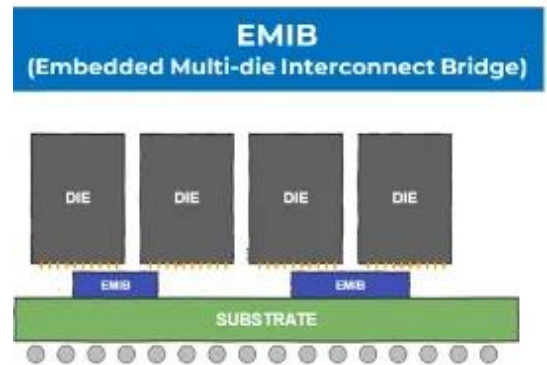 EMIB
(Embedded Multi-die Interconnect Bridge)
DIE DIE DIE DIE
EMIB EMIB
SUBSTRATE